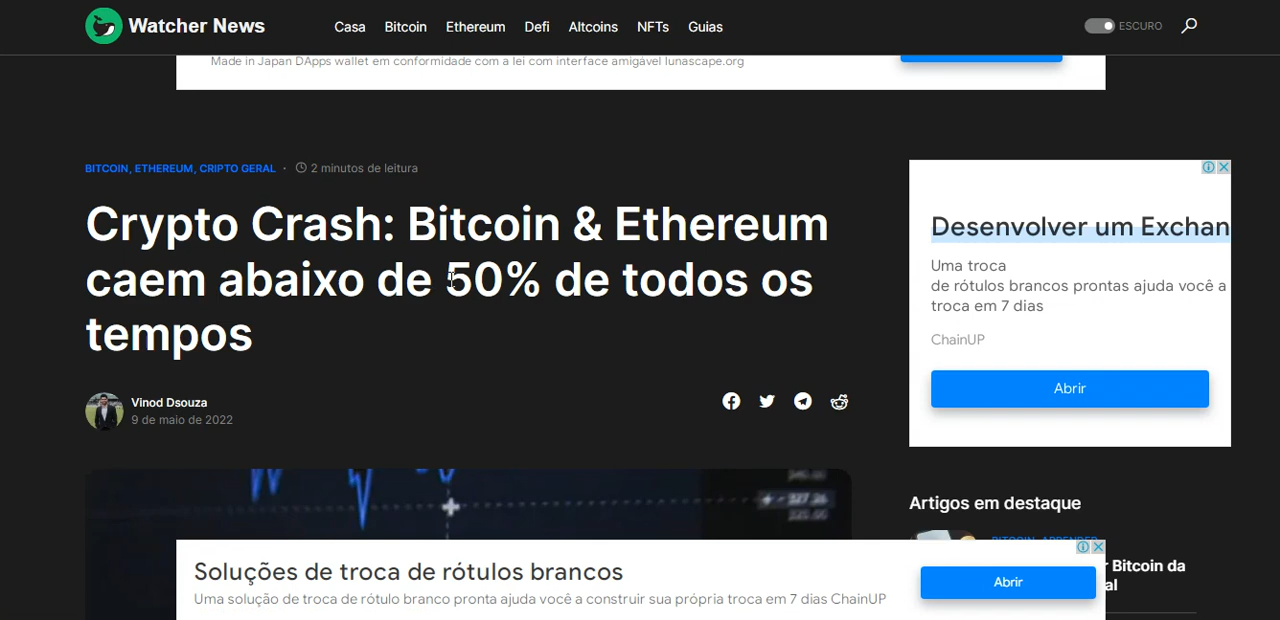 Watcher News
Casa Bitcoin Ethereum Defi Altcoins NFTs Guias
ESCURO
Made in Japan DApps wallet em conformidade com a lei com interface amigável lunascape.org
BITCOIN, ETHEREUM, CRIPTO GERAL · 2 minutos de leitura
Crypto Crash: Bitcoin & Ethereum
caem abaixo de 50% de todos os
tempos
Vinod Dsouza
9 de maio de 2022
Desenvolver um Exchan
Uma troca
de rótulos brancos prontas ajuda você a
troca em 7 dias
ChainUP
Abrir
Artigos em destaque
BITCOIN, APRENDER
r Bitcoin da
al
Soluções de troca de rótulos brancos
Uma solução de troca de rótulo branco pronta ajuda você a construir sua própria troca em 7 dias ChainUP
Abrir